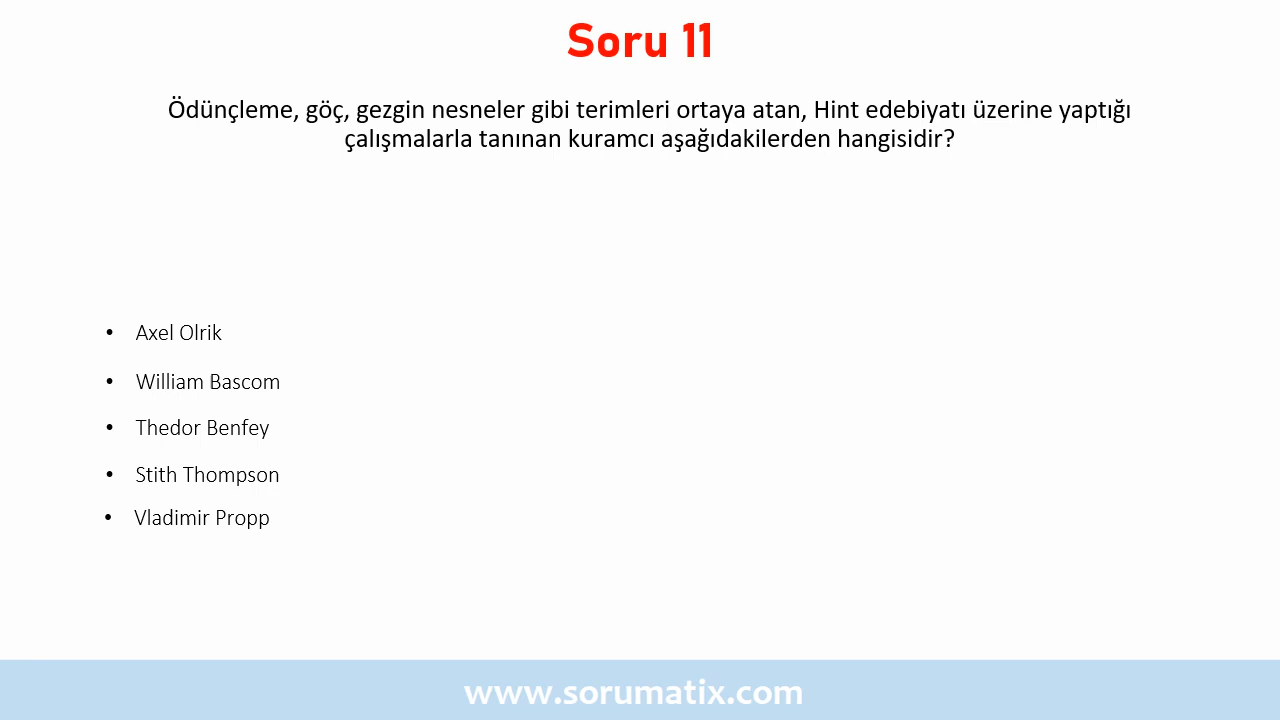 Soru 11
Ödünçleme, göç, gezgin nesneler gibi terimleri ortaya atan, Hint edebiyatı üzerine yaptığı
çalışmalarla tanınan kuramcı aşağıdakilerden hangisidir?
• Axel Olrik
• William Bascom
• Thedor Benfey
• Stith Thompson
• Vladimir Propp
www.sorumatix.com